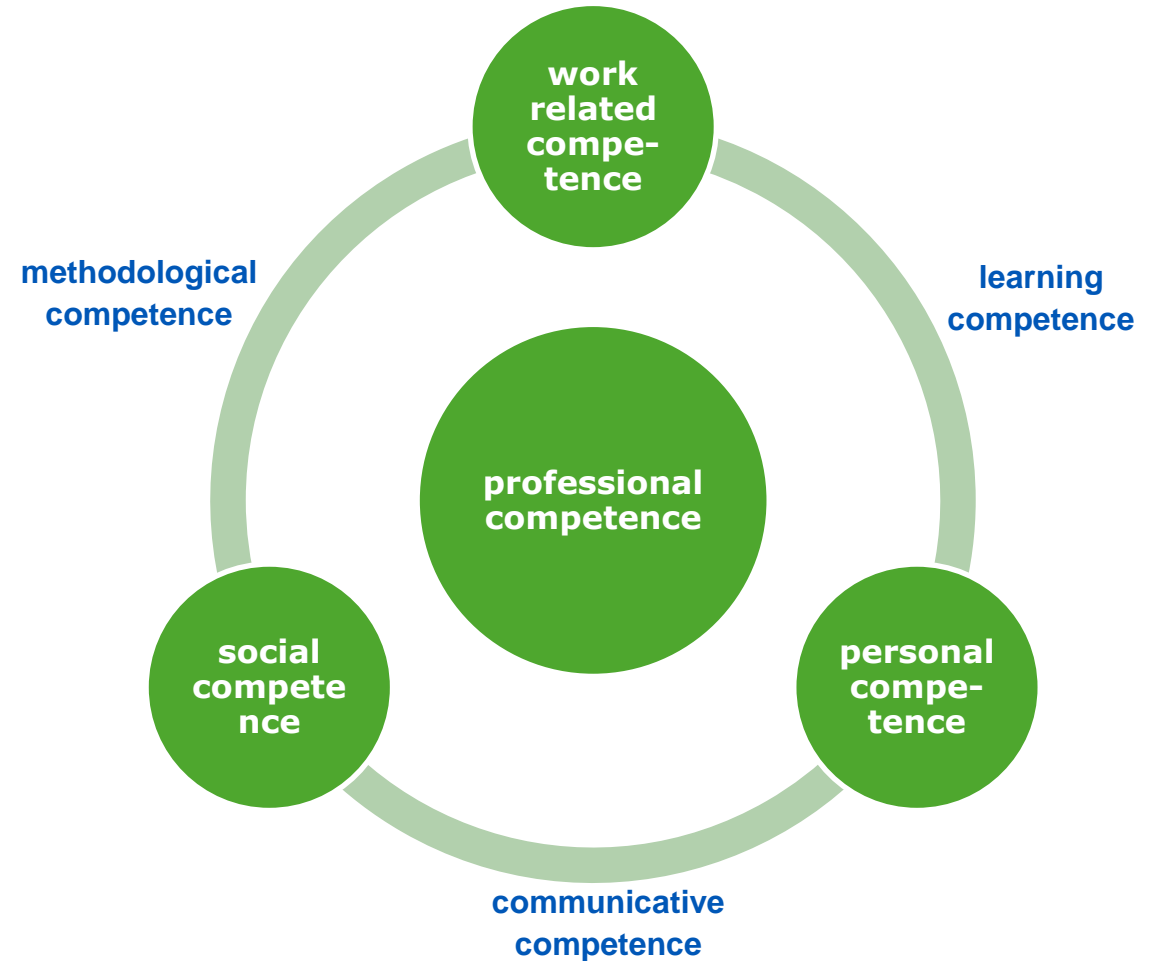 work
related
compe-
tence
methodological
competence
learning
competence
professional
competence
social
compete
nce
personal
compe-
tence
communicative
competence